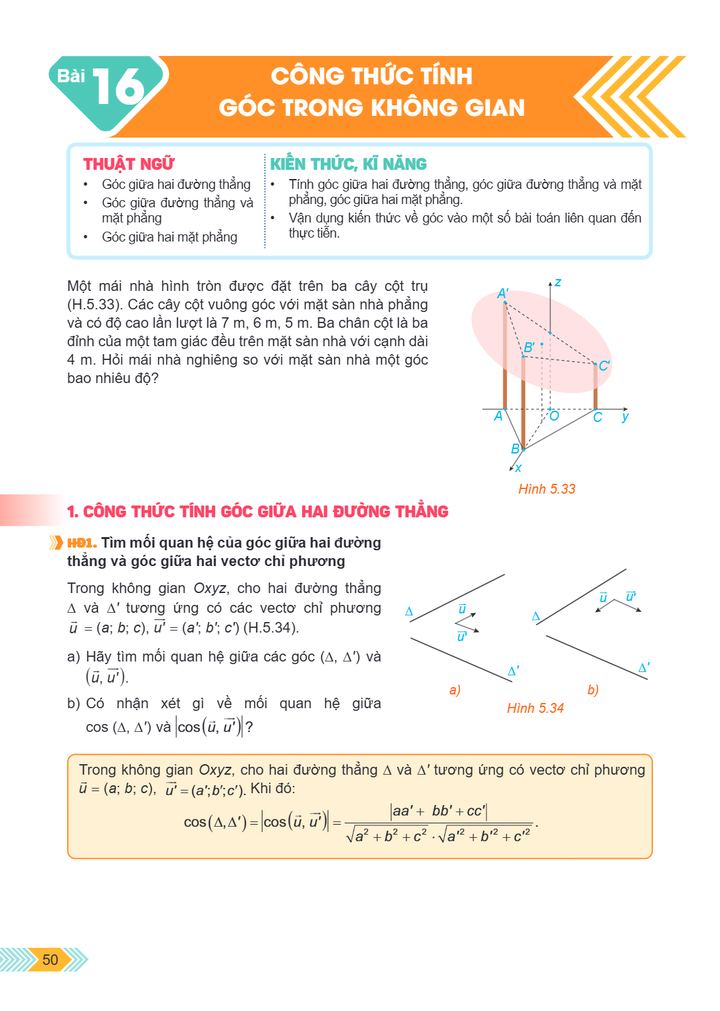 Bài 16
CÔNG THỨC TÍNH
GÓC TRONG KHÔNG GIAN
THUẬT NGỮ
• Góc giữa hai đường thẳng
• Góc giữa đường thẳng và
mặt phẳng
• Góc giữa hai mặt phẳng
KIẾN THỨC, KĨ NĂNG
• Tính góc giữa hai đường thẳng, góc giữa đường thẳng và mặt
phẳng, góc giữa hai mặt phẳng.
• Vận dụng kiến thức về góc vào một số bài toán liên quan đến
thực tiễn.
Một mái nhà hình tròn được đặt trên ba cây cột trụ
(H.5.33). Các cây cột vuông góc với mặt sàn nhà phẳng
và có độ cao lần lượt là 7 m, 6 m, 5 m. Ba chân cột là ba
đỉnh của một tam giác đều trên mặt sàn nhà với cạnh dài
4 m. Hỏi mái nhà nghiêng so với mặt sàn nhà một góc
bao nhiêu độ?
z
A'
B'
C'
A
O
C
y
B
x
Hình 5.33
1. CÔNG THỨC TÍNH GÓC GIỮA HAI ĐƯỜNG THẲNG
HĐ1. Tìm mối quan hệ của góc giữa hai đường
thẳng và góc giữa hai vectơ chỉ phương
Trong không gian Oxyz, cho hai đường thẳng
Δ và Δ' tương ứng có các vectơ chỉ phương
u⃗ = (a; b; c), u⃗' = (a'; b'; c') (H.5.34).
a) Hãy tìm mối quan hệ giữa các góc (Δ, Δ') và
(u⃗, u⃗').
b) Có nhận xét gì về mối quan hệ giữa
cos (Δ, Δ') và |cos(u⃗, u⃗')| ?
Δ
u⃗
u⃗'
Δ'
a)
Δ
u⃗
u⃗'
Δ'
b)
Hình 5.34
Trong không gian Oxyz, cho hai đường thẳng Δ và Δ' tương ứng có vectơ chỉ phương
u⃗ = (a; b; c), u⃗' = (a';b';c'). Khi đó:
cos(Δ,Δ') = |cos(u⃗, u⃗')| = |aa' + bb' + cc'| / (√(a² + b² + c²) · √(a'² + b'² + c'²)).
50